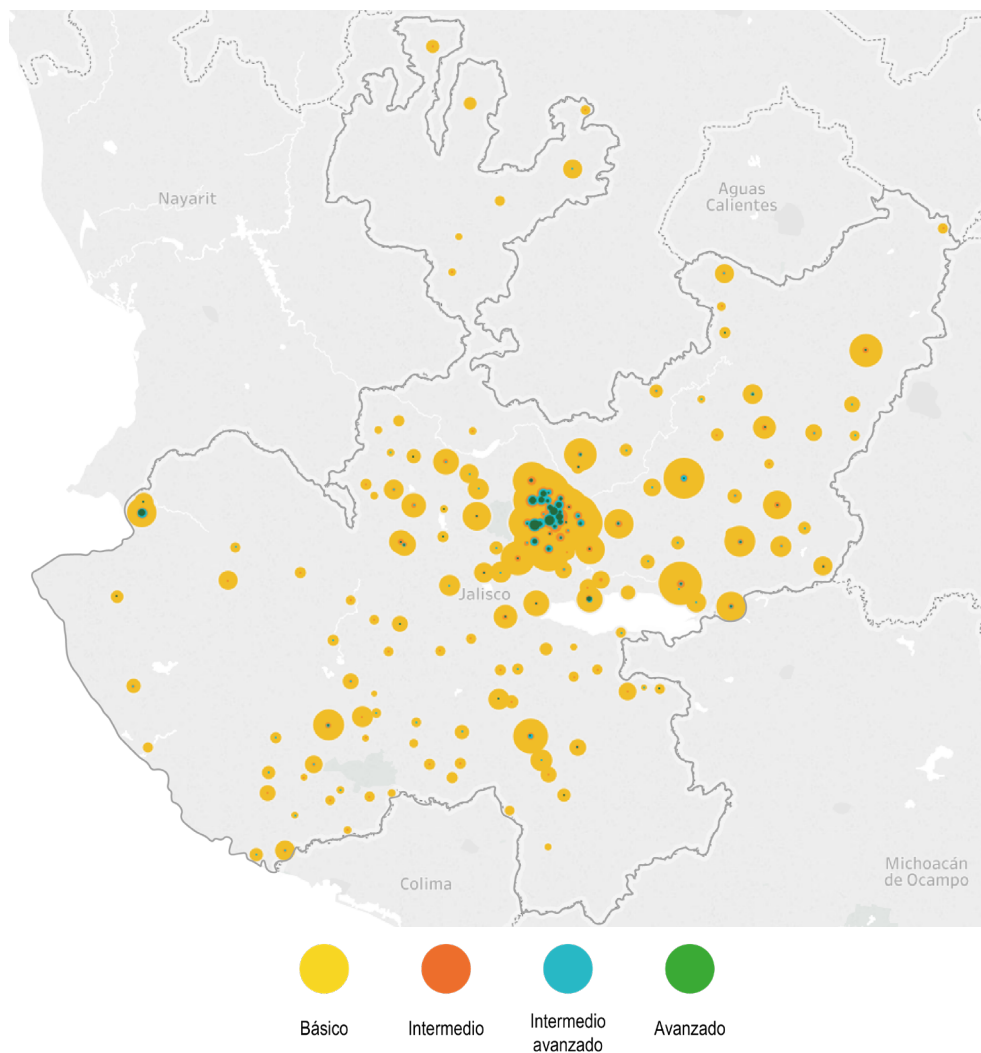 Nayarit
Aguas
Calientes
Jalisco
Colima
Michoacán
de Ocampo
Básico
Intermedio
Intermedio
avanzado
Avanzado